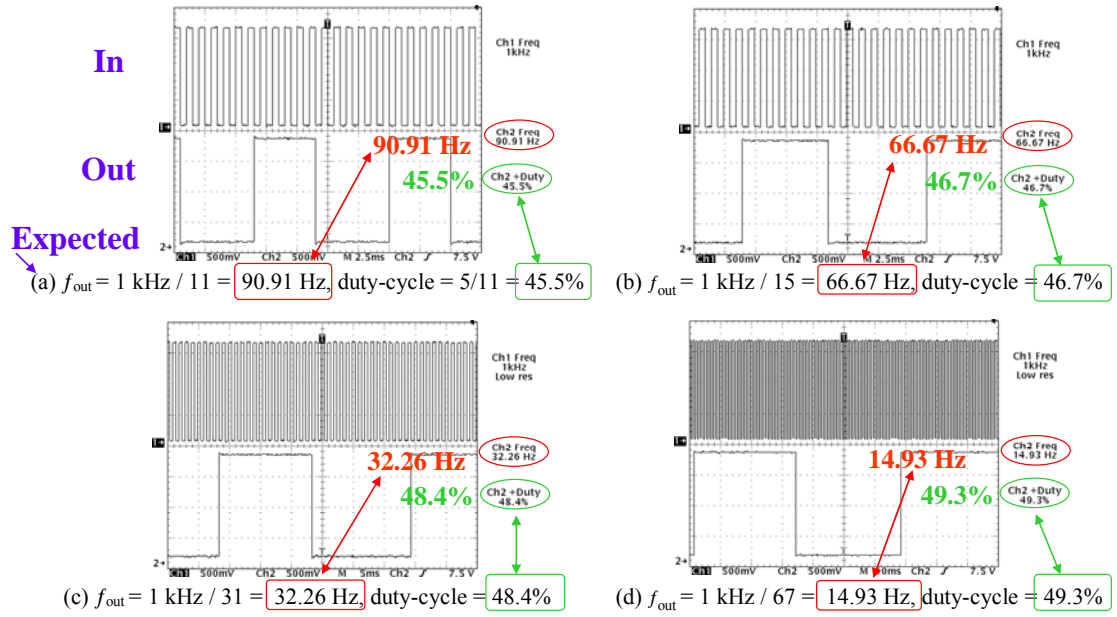 In
Out
Expected
T
Ch1 Freq
1kHz
Ch2 Freq
90.91 Hz
Ch2 +Duty
45.5%
90.91 Hz
45.5%
1
2
Ch1 500mV Ch2 500mV M 2.5ms Ch2 7.5 V
(a) fout = 1 kHz / 11 = 90.91 Hz, duty-cycle = 5/11 = 45.5%
T
Ch1 Freq
1kHz
Ch2 Freq
66.67 Hz
Ch2 +Duty
46.7%
66.67 Hz
46.7%
1
2
Ch1 500mV Ch2 500mV M 2.5ms Ch2 7.5 V
(b) fout = 1 kHz / 15 = 66.67 Hz, duty-cycle = 46.7%
T
Ch1 Freq
1kHz
Low res
Ch2 Freq
32.26 Hz
Ch2 +Duty
48.4%
32.26 Hz
48.4%
1
2
Ch1 500mV Ch2 500mV M 5ms Ch2 7.5 V
(c) fout = 1 kHz / 31 = 32.26 Hz, duty-cycle = 48.4%
T
Ch1 Freq
1kHz
Low res
Ch2 Freq
14.93 Hz
Ch2 +Duty
49.3%
14.93 Hz
49.3%
1
2
Ch1 500mV Ch2 500mV Ch2 7.5 V
(d) fout = 1 kHz / 67 = 14.93 Hz, duty-cycle = 49.3%